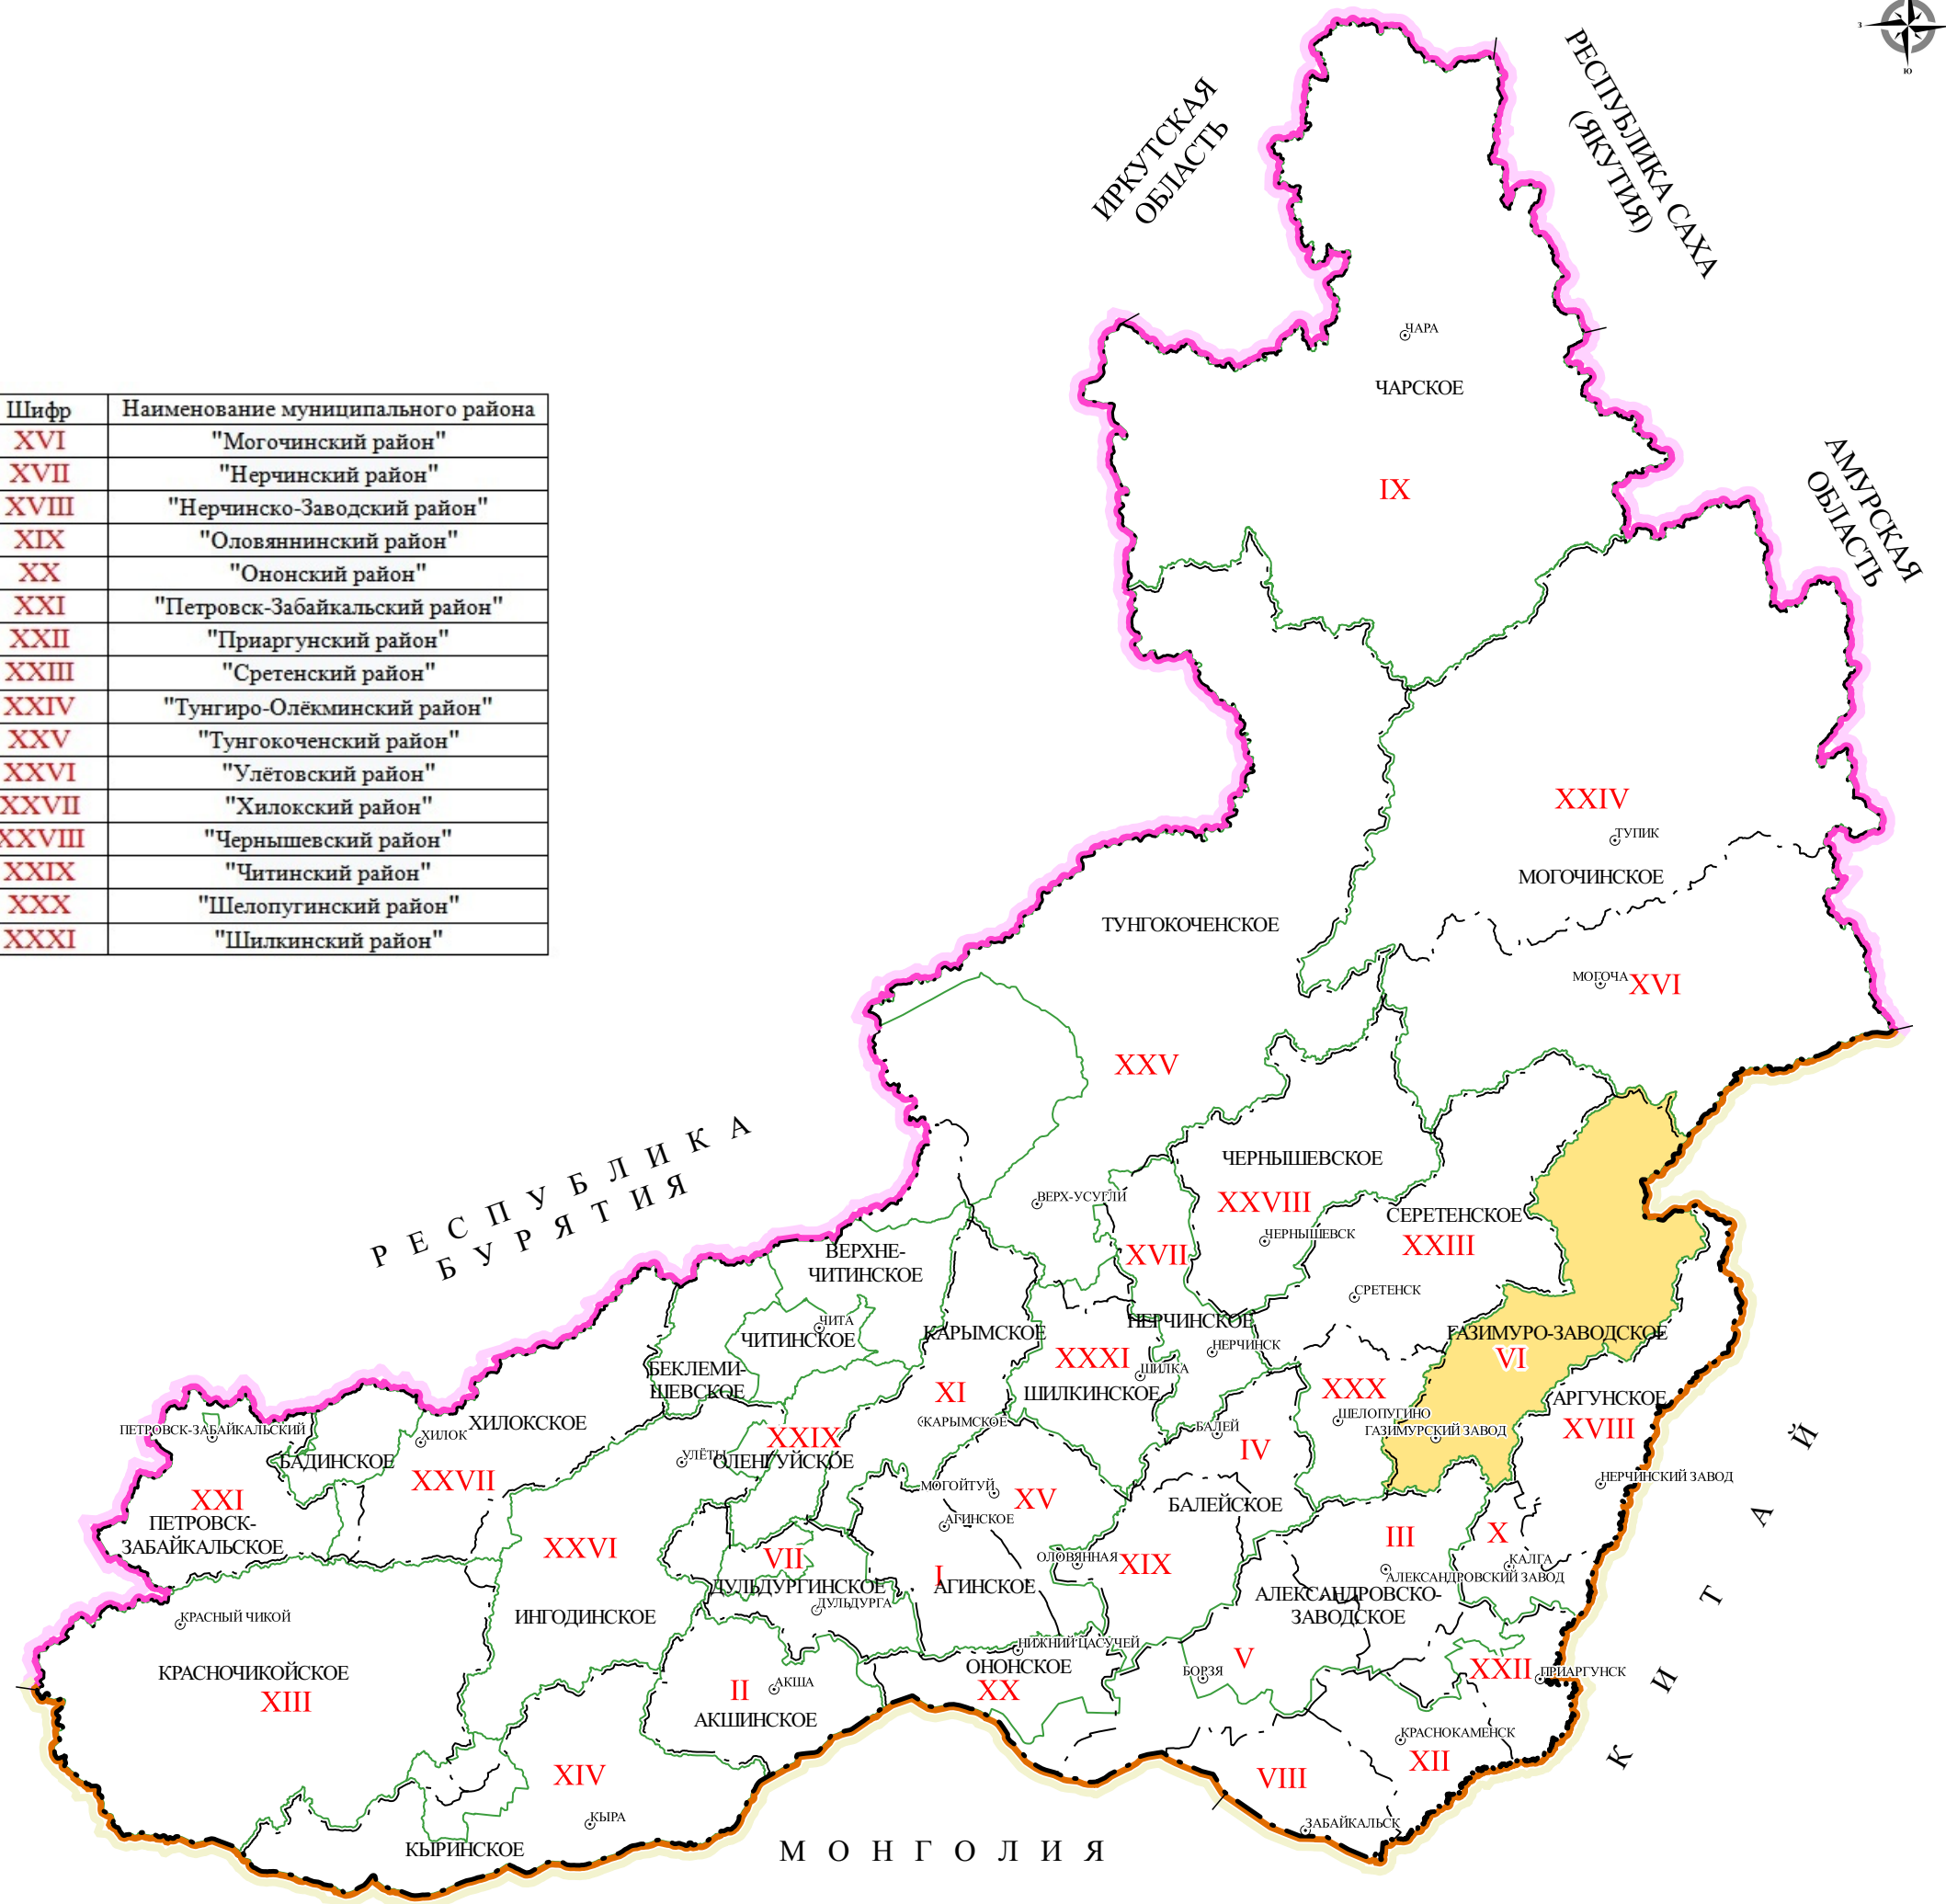 З
Ю
ИРКУТСКАЯ
ОБЛАСТЬ
РЕСПУБЛИКА САХА
(ЯКУТИЯ)
АМУРСКАЯ
ОБЛАСТЬ
ЧАРА
ЧАРСКОЕ
IX
Шифр Наименование муниципального района
XVI "Могочинский район"
XVII "Нерчинский район"
XVIII "Нерчинско-Заводский район"
XIX "Оловяннинский район"
XX "Ононский район"
XXI "Петровск-Забайкальский район"
XXII "Приаргунский район"
XXIII "Сретенский район"
XXIV "Тунгиро-Олёкминский район"
XXV "Тунгокоченский район"
XXVI "Улётовский район"
XXVII "Хилокский район"
XXVIII "Чернышевский район"
XXIX "Читинский район"
XXX "Шелопугинский район"
XXXI "Шилкинский район"
XXIV
ТУПИК
МОГОЧИНСКОЕ
ТУНГОКОЧЕНСКОЕ
МОГОЧА
XVI
XXV
РЕСПУБЛИКА
БУРЯТИЯ
ЧЕРНЫШЕВСКОЕ
XXVIII
ЧЕРНЫШЕВСК
ВЕРХ-УСУГЛИ
СЕРЕТЕНСКОЕ
XXIII
СРЕТЕНСК
XVII
НЕРЧИНСКОЕ
НЕРЧИНСК
ВЕРХНЕ-
ЧИТИНСКОЕ
ЧИТА
ЧИТИНСКОЕ
КАРЫМСКОЕ
XI
КАРЫМСКОЕ
XXXI
ШИЛКА
ШИЛКИНСКОЕ
ГАЗИМУРО-ЗАВОДСКОЕ
VI
ГАЗИМУРСКИЙ ЗАВОД
XXX
ШЕЛОПУГИНО
АРГУНСКОЕ
XVIII
НЕРЧИНСКИЙ ЗАВОД
БЕКЛЕМИ-
ШЕВСКОЕ
ПЕТРОВСК-ЗАБАЙКАЛЬСКИЙ
ХИЛОКСКОЕ
ХИЛОК
БАДИНСКОЕ
XXVII
XXI
ПЕТРОВСК-
ЗАБАЙКАЛЬСКОЕ
XXIX
УЛЁТЫ
ОЛЕНГУЙСКОЕ
БАЛЕЙ
IV
БАЛЕЙСКОЕ
МОГОЙТУЙ
XV
АГИНСКОЕ
I
АГИНСКОЕ
XXVI
ИНГОДИНСКОЕ
VII
ДУЛЬДУРГИНСКОЕ
ДУЛЬДУРГА
ОЛОВЯННАЯ
XIX
III
АЛЕКСАНДРОВСКИЙ ЗАВОД
АЛЕКСАНДРОВСКО-
ЗАВОДСКОЕ
X
КАЛГА
КРАСНЫЙ ЧИКОЙ
КРАСНОЧИКОЙСКОЕ
XIII
II
АКША
АКШИНСКОЕ
НИЖНИЙ ЦАСУЧЕЙ
ОНОНСКОЕ
XX
V
БОРЗЯ
XXII
ПРИАРГУНСК
КРАСНОКАМЕНСК
XII
XIV
КЫРА
КЫРИНСКОЕ
VIII
ЗАБАЙКАЛЬСК
МОНГОЛИЯ
КИТАЙ